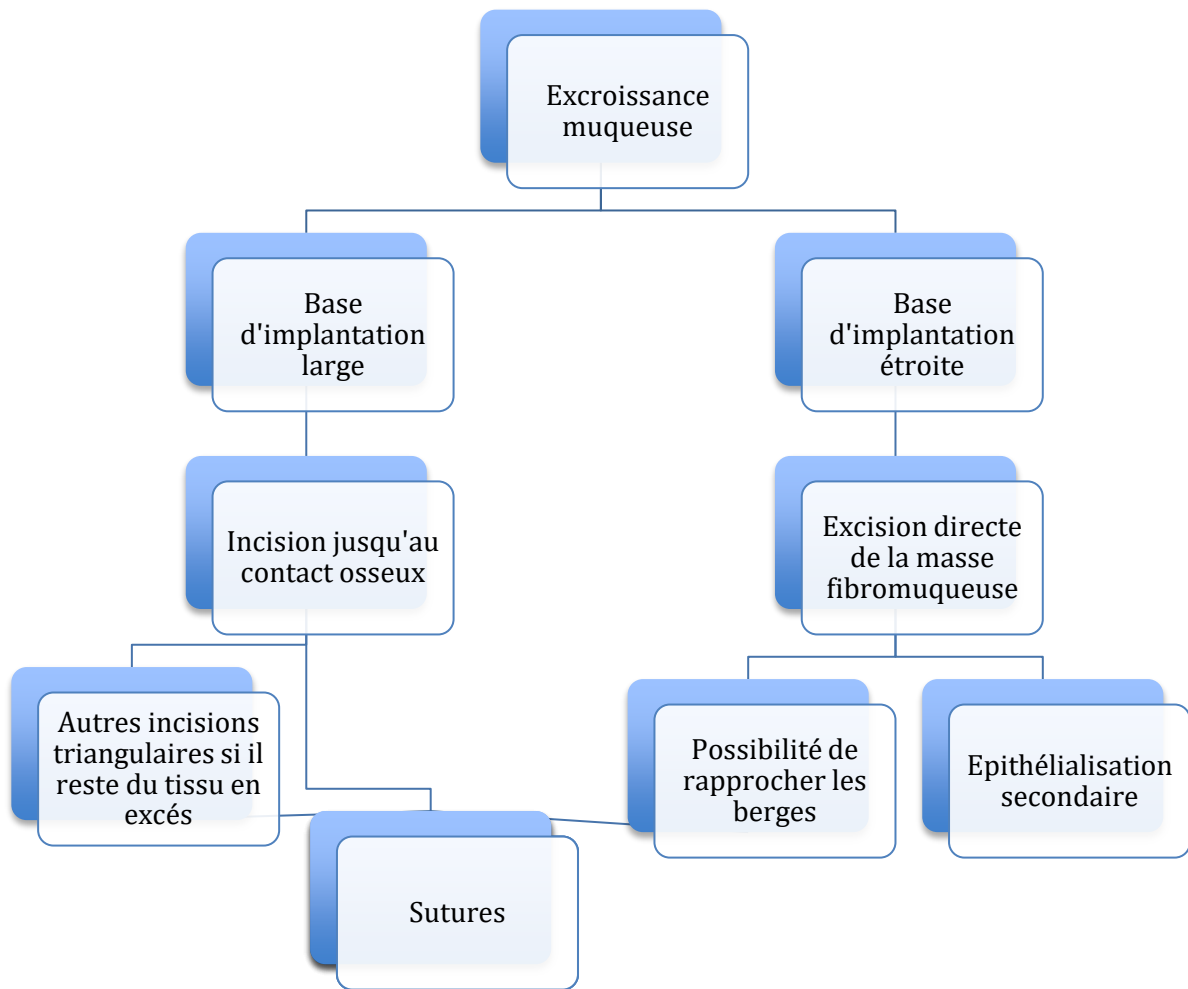 Excroissance
muqueuse
Base
d'implantation
large
Base
d'implantation
étroite
Incision jusqu'au
contact osseux
Excision directe
de la masse
fibromuqueuse
Autres incisions
triangulaires si il
reste du tissu en
excés
Possibilité de
rapprocher les
berges
Epithélialisation
secondaire
Sutures